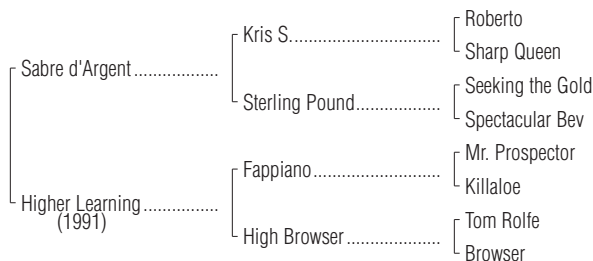 Roberto
Kris S.................................
Sharp Queen
Sabre d'Argent..................
Seeking the Gold
Sterling Pound..................
Spectacular Bev
Mr. Prospector
Fappiano...........................
Killaloe
Higher Learning................
(1991)
Tom Rolfe
High Browser....................
Browser